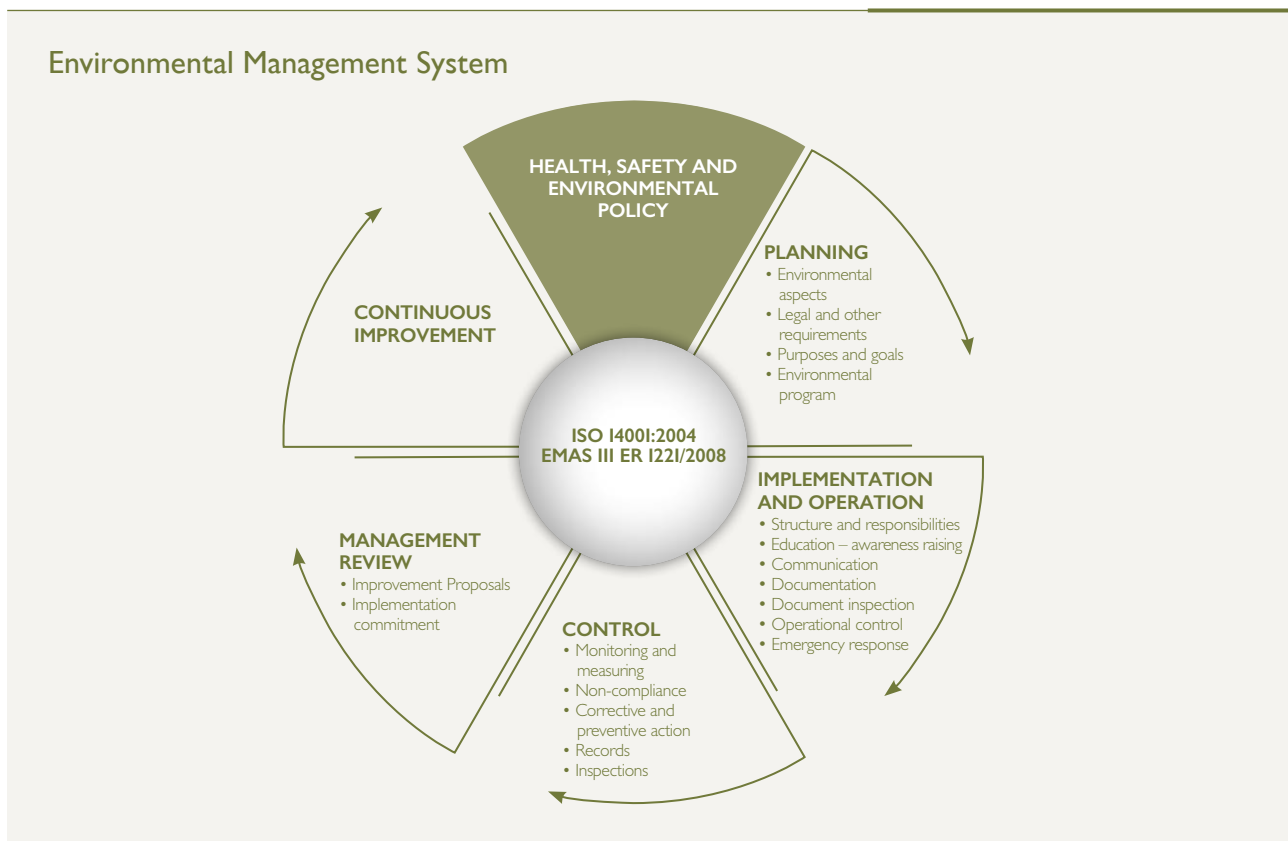 Environmental Management System
HEALTH, SAFETY AND
ENVIRONMENTAL
POLICY
PLANNING
• Environmental
aspects
• Legal and other
requirements
• Purposes and goals
• Environmental
program
IMPLEMENTATION
AND OPERATION
• Structure and responsibilities
• Education – awareness raising
• Communication
• Documentation
• Document inspection
• Operational control
• Emergency response
CONTROL
• Monitoring and
measuring
• Non-compliance
• Corrective and
preventive action
• Records
• Inspections
MANAGEMENT
REVIEW
• Improvement Proposals
• Implementation
commitment
CONTINUOUS
IMPROVEMENT
ISO 14001:2004
EMAS III ER 1221/2008